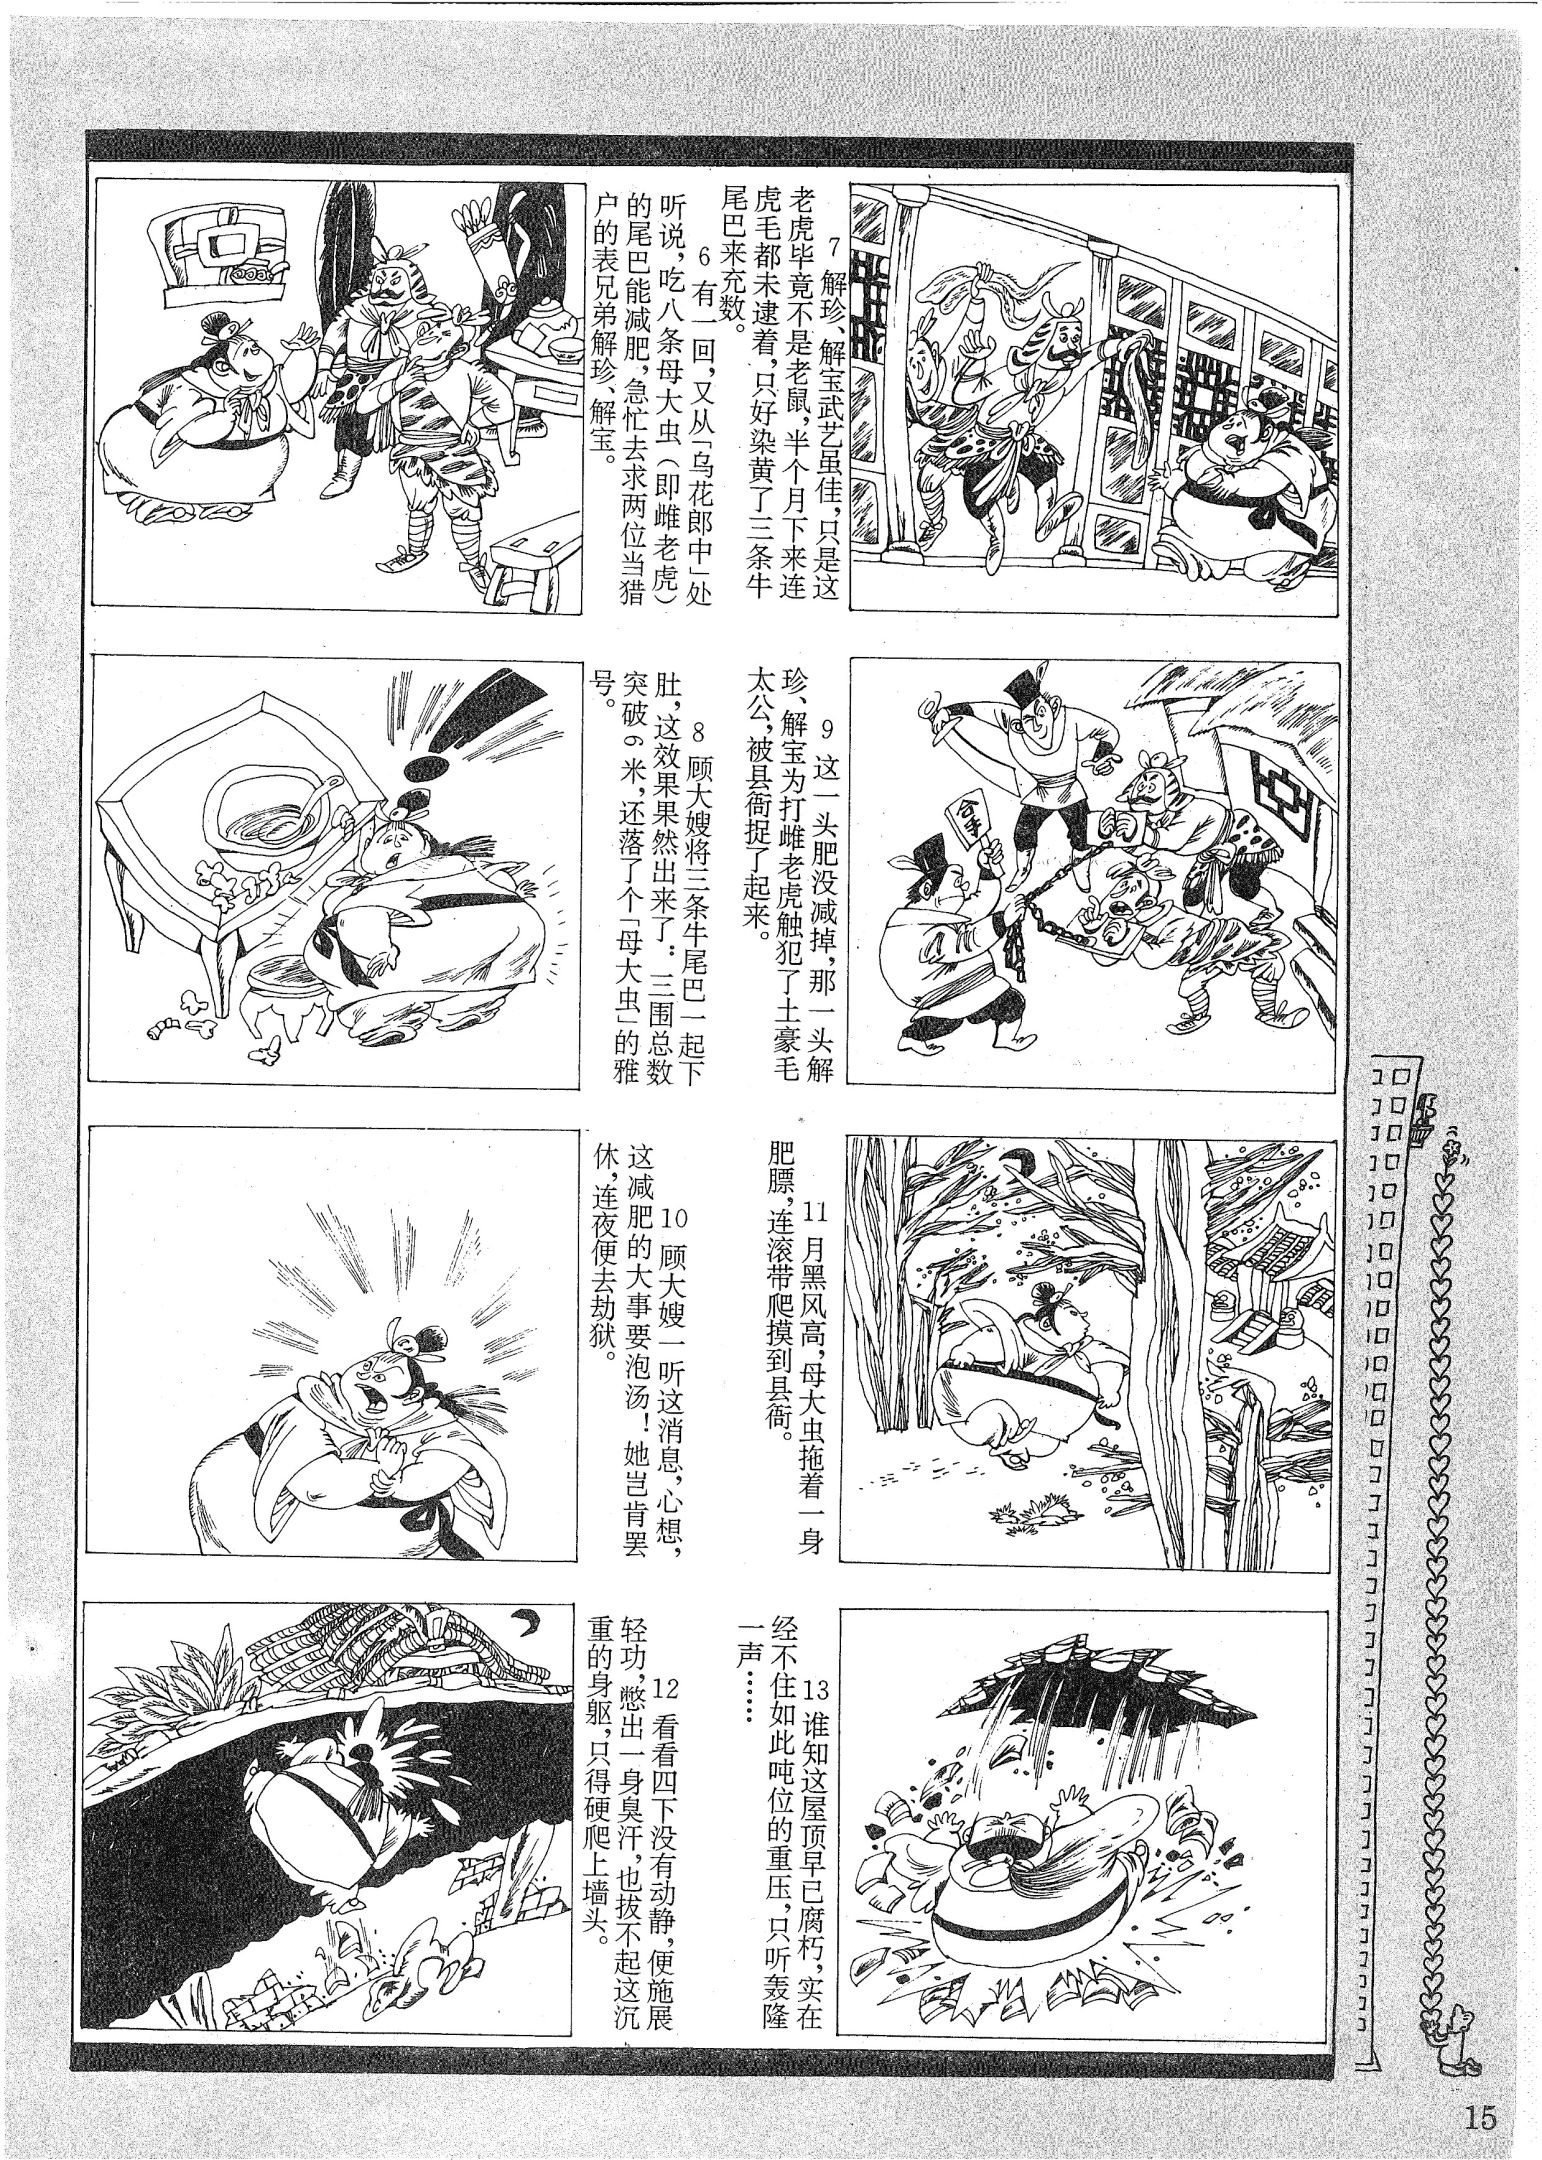 6 有一回,又从「乌花郎中」处
听说,吃八条母大虫(即雌老虎)
的尾巴能减肥,急忙去求两位当猎
户的表兄弟解珍、解宝。
7 解珍、解宝武艺虽佳,只是这
老虎毕竟不是老鼠,半个月下来连
虎毛都未逮着,只好染黄了三条牛
尾巴来充数。
8 顾大嫂将三条牛尾巴一起下
肚,这效果果然出来了:三围总数
突破6米,还落了个「母大虫」的雅
号。
9 这一头肥没减掉,那一头解
珍、解宝为打雌老虎触犯了土豪毛
太公,被县衙捉了起来。
10 顾大嫂一听这消息,心想,
这减肥的大事要泡汤!她岂肯罢
休,连夜便去劫狱。
11 月黑风高,母大虫拖着一身
肥膘,连滚带爬摸到县衙。
12 看看四下没有动静,便施展
轻功,憋出一身臭汗,也拔不起这沉
重的身躯,只得硬爬上墙头。
13 谁知这屋顶早已腐朽,实在
经不住如此吨位的重压,只听轰隆
一声……
15